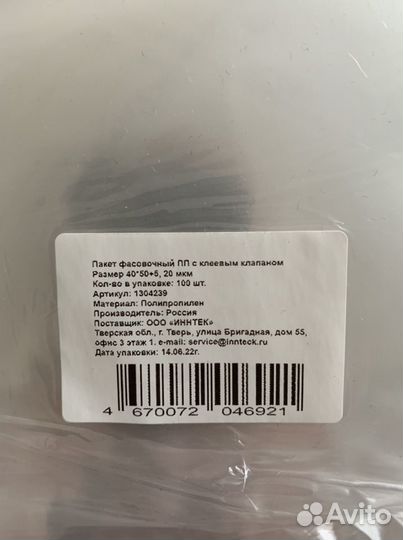 Пакет фасовочный ПП с клеевым клапаном
Размер 40*50+5, 20 мкм
Кол-во в упаковке: 100 шт.
Артикул: 1304239
Материал: Полипропилен
Производитель: Россия
Поставщик: ООО «ИННТЕК»
Тверская обл., г. Тверь, улица Бригадная, дом 55,
офис 3 этаж 1. e-mail: service@innteck.ru
Дата упаковки: 14.06.22г.
4 670072 046921
Avito